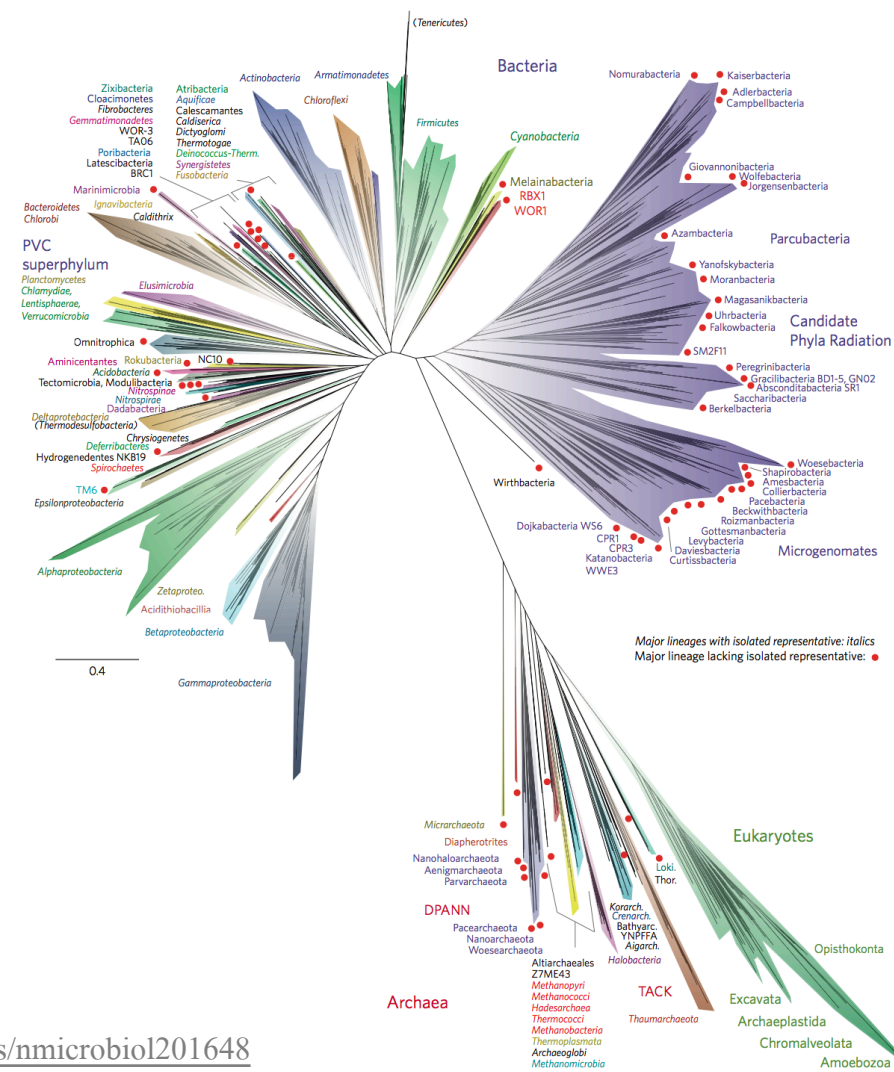 (Tenericutes)
Bacteria
Zixibacteria
Cloacimonetes
Fibrobacteres
Gemmatimonadetes
WOR-3
TA06
Poribacteria
Latescibacteria
BRC1
Atribacteria
Aquificae
Calescamantes
Caldiserica
Dictyoglomi
Thermotogae
Deinococcus-Therm.
Synergistetes
Fusobacteria
Actinobacteria
Armatimonadetes
Chloroflexi
Firmicutes
Cyanobacteria
Melainabacteria
RBX1
WOR1
Marinimicrobia
Bacteroidetes
Chlorobi
Ignavibacteria
Caldithrix
PVC
superphylum
Planctomycetes
Chlamydiae,
Lentisphaerae,
Verrucomicrobia
Elusimicrobia
Omnitrophica
Aminicentantes
Rokubacteria
NC10
Acidobacteria
Tectomicrobia, Modulibacteria
Nitrospinae
Nitrospirae
Dadabacteria
Deltaprotebacteria
(Thermodesulfobacteria)
Chrysiogenetes
Deferribacteres
Hydrogenedentes NKB19
Spirochaetes
TM6
Epsilonproteobacteria
Alphaproteobacteria
Zetaproteo.
Acidithiobacillia
Betaproteobacteria
Gammaproteobacteria
0.4
Nomurabacteria
Kaiserbacteria
Adlerbacteria
Campbellbacteria
Giovannonibacteria
Wolfebacteria
Jorgensenbacteria
Azambacteria
Parcubacteria
Yanofskybacteria
Moranbacteria
Magasanikbacteria
Uhrbacteria
Falkowbacteria
Candidate
Phyla Radiation
SM2F11
Peregrinibacteria
Gracilibacteria BD1-5, GN02
Absconditabacteria SR1
Saccharibacteria
Berkelbacteria
Woesebacteria
Shapirobacteria
Amesbacteria
Collierbacteria
Pacebacteria
Beckwithbacteria
Roizmanbacteria
Gottesmanbacteria
Levybacteria
Daviesbacteria
Curtissbacteria
Microgenomates
Wirthbacteria
Dojkabacteria WS6
CPR1
CPR3
Katanobacteria
WWE3
Major lineages with isolated representative: italics
Major lineage lacking isolated representative:
Micrarchaeota
Diapherotrites
Nanohaloarchaeota
Aenigmarchaeota
Parvarchaeota
DPANN
Pacearchaeota
Nanoarchaeota
Woesearchaeota
Archaea
Altiarchaeales
Z7ME43
Methanopyri
Methanococci
Hadesarchaea
Thermococci
Methanobacteria
Thermoplasmata
Archaeoglobi
Methanomicrobia
Halobacteria
Korarch.
Crenarch.
Bathyarc.
YNPFFA
Aigarch.
TACK
Thaumarchaeota
Loki.
Thor.
Eukaryotes
Opisthokonta
Excavata
Archaeplastida
Chromalveolata
Amoebozoa
s/nmicrobiol201648